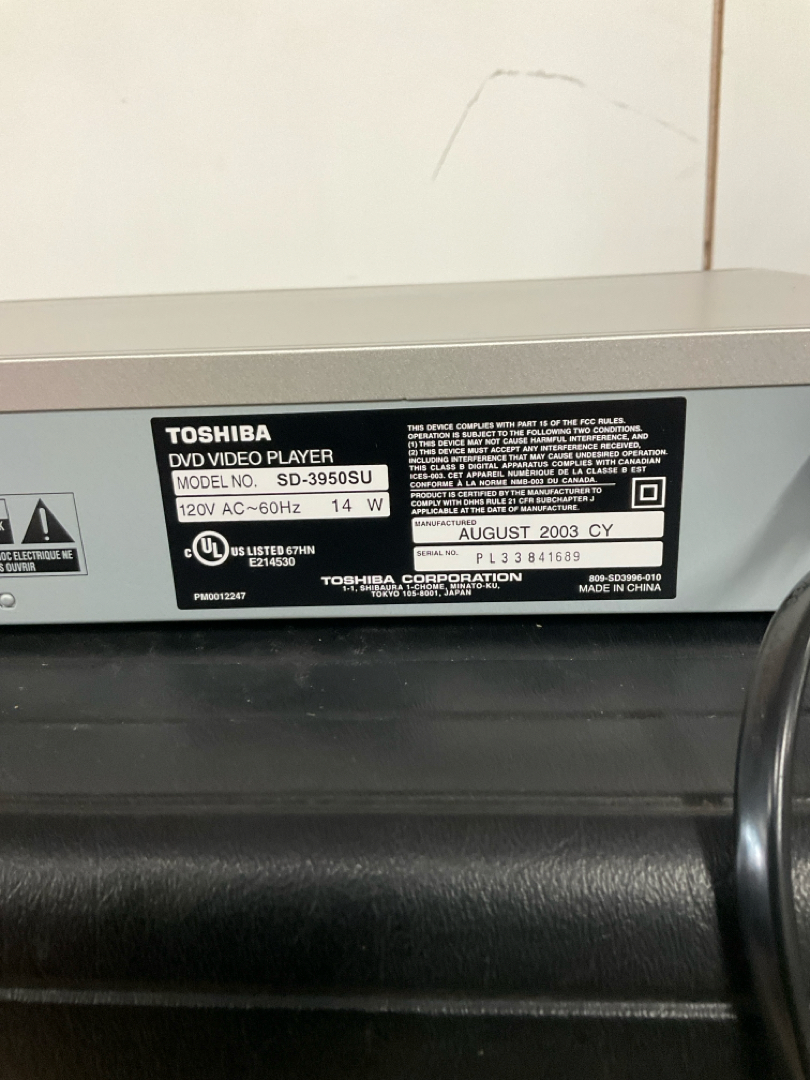 TOSHIBA
DVD VIDEO PLAYER
MODEL NO. SD-3950SU
120V AC~60Hz 14 W
C UL US LISTED 67HN
E214530
PM0012247
THIS DEVICE COMPLIES WITH PART 15 OF THE FCC RULES.
OPERATION IS SUBJECT TO THE FOLLOWING TWO CONDITIONS.
(1) THIS DEVICE MAY NOT CAUSE HARMFUL INTERFERENCE, AND
(2) THIS DEVICE MUST ACCEPT ANY INTERFERENCE RECEIVED,
INCLUDING INTERFERENCE THAT MAY CAUSE UNDESIRED OPERATION.
THIS CLASS B DIGITAL APPARATUS COMPLIES WITH CANADIAN
ICES-003. CET APPAREIL NUMÉRIQUE DE LA CLASSE B EST
CONFORME À LA NORME NMB-003 DU CANADA.
PRODUCT IS CERTIFIED BY THE MANUFACTURER TO
COMPLY WITH DHHS RULE 21 CFR SUBCHAPTER J
APPLICABLE AT THE DATE OF MANUFACTURE.
MANUFACTURED
AUGUST 2003 CY
SERIAL NO. PL33841689
TOSHIBA CORPORATION
1-1, SHIBAURA 1-CHOME, MINATO-KU,
TOKYO 105-8001, JAPAN
809-SD3996-010
MADE IN CHINA
K
OC ELECTRIQUE NE
S OUVRIR